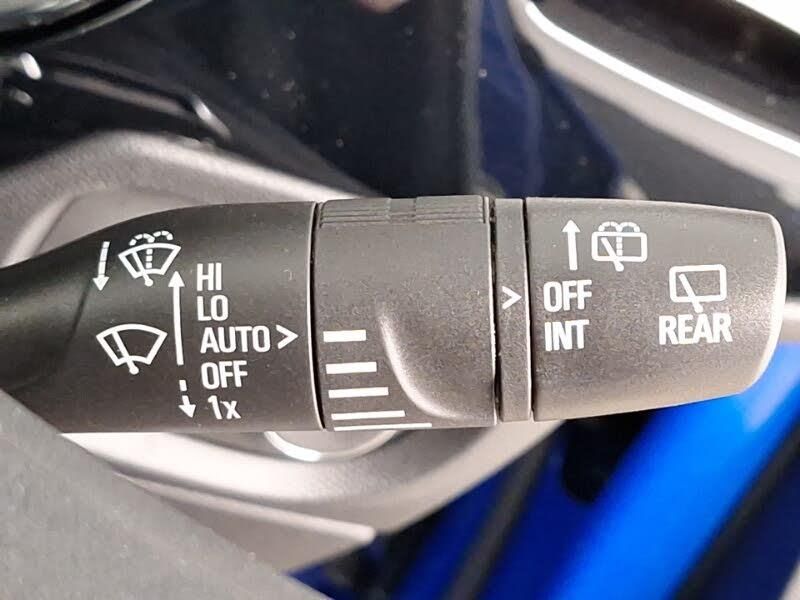 HI
LO
AUTO >
OFF
1x
>
OFF
INT
REAR